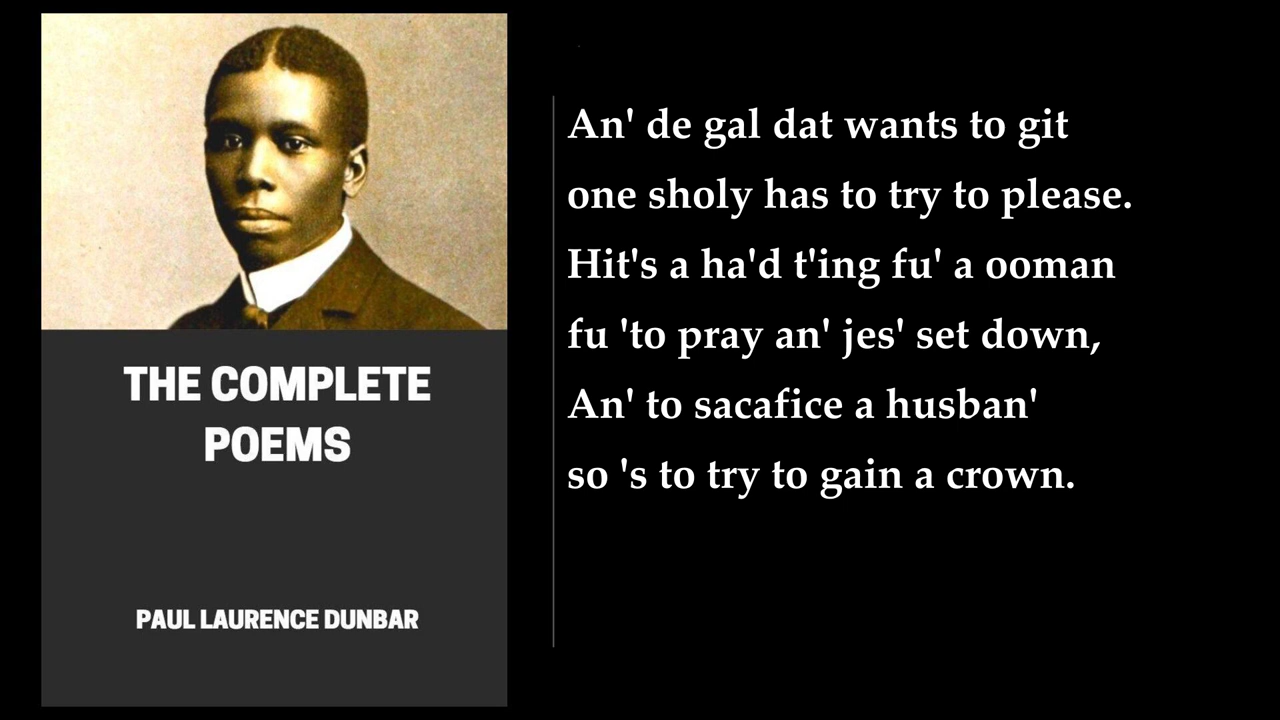 THE COMPLETE
POEMS
PAUL LAURENCE DUNBAR
An' de gal dat wants to git
one sholy has to try to please.
Hit's a ha'd t'ing fu' a ooman
fu 'to pray an' jes' set down,
An' to sacafice a husban'
so 's to try to gain a crown.